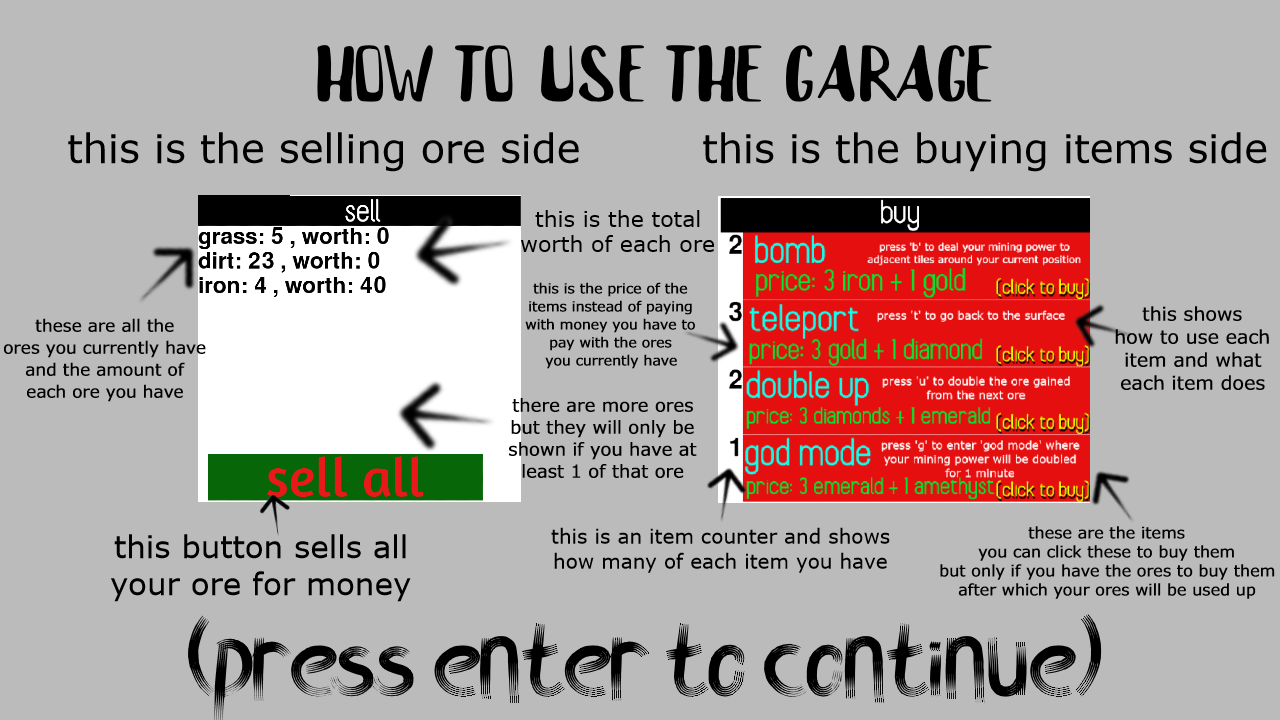 HOW TO USE THE GARAGE
this is the selling ore side
sell
grass: 5 , worth: 0
dirt: 23 , worth: 0
iron: 4 , worth: 40
sell all
these are all the
ores you currently have
and the amount of
each ore you have
this is the total
worth of each ore
there are more ores
but they will only be
shown if you have at
least 1 of that ore
this button sells all
your ore for money
this is the buying items side
buy
2 bomb
press 'b' to deal your mining power to
adjacent tiles around your current position
price: 3 iron + 1 gold
(click to buy)
3 teleport
press 't' to go back to the surface
price: 3 gold + 1 diamond
(click to buy)
2 double up
press 'u' to double the ore gained
from the next ore
price: 3 diamonds + 1 emerald
(click to buy)
1 god mode
press 'g' to enter 'god mode' where
your mining power will be doubled
for 1 minute
price: 3 emerald + 1 amethyst
(click to buy)
this is the price of the
items instead of paying
with money you have to
pay with the ores
you currently have
this shows
how to use each
item and what
each item does
this is an item counter and shows
how many of each item you have
these are the items
you can click these to buy them
but only if you have the ores to buy them
after which your ores will be used up
(press enter to continue)